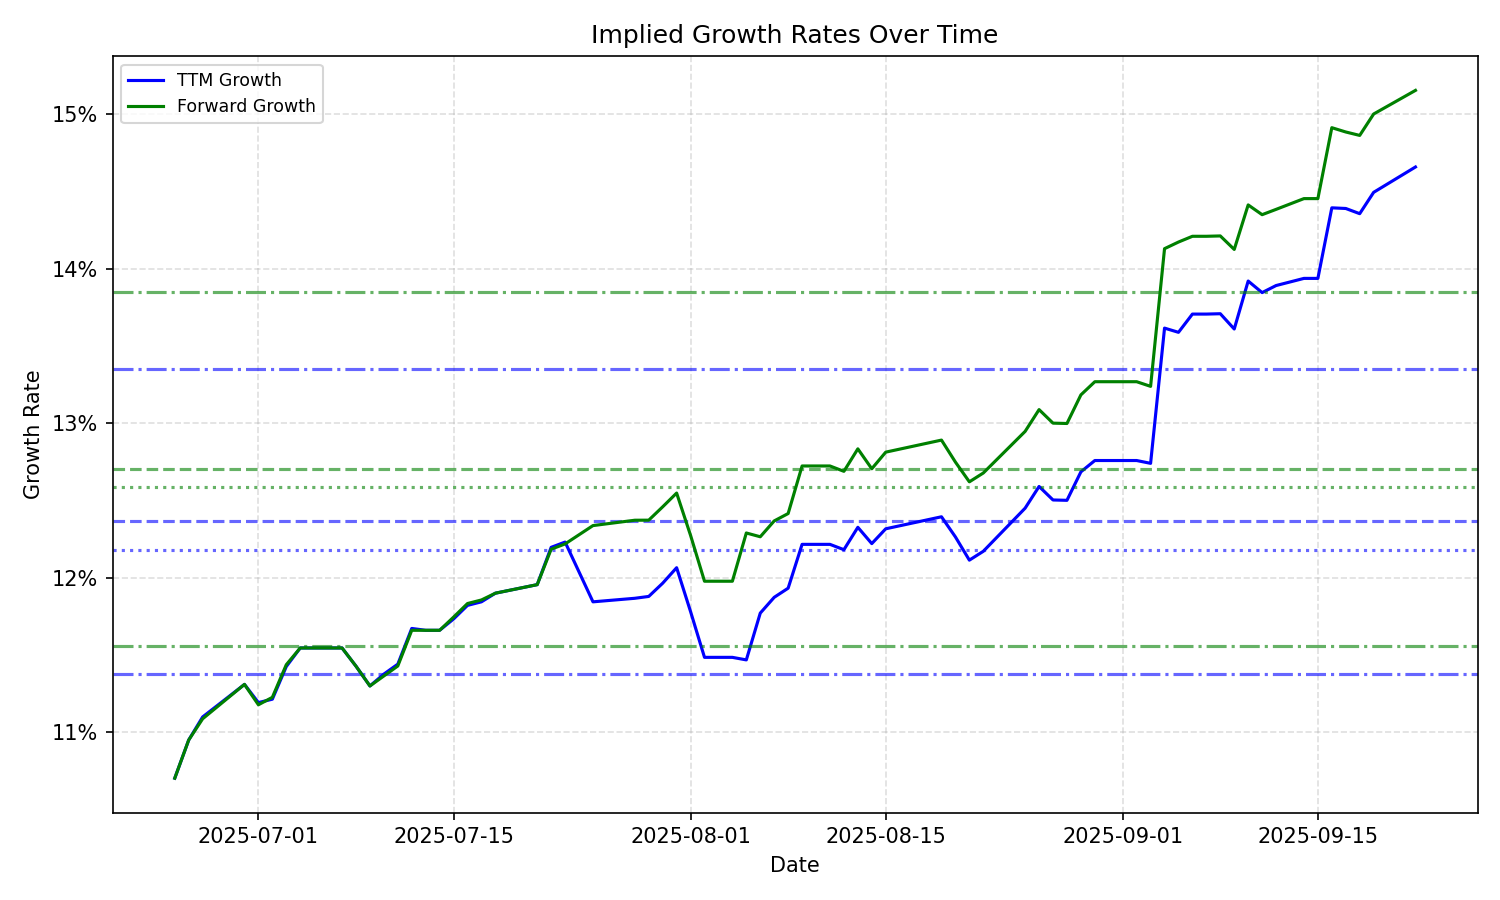 Implied Growth Rates Over Time
TTM Growth
Forward Growth
15%
14%
13%
12%
11%
Growth Rate
2025-07-01
2025-07-15
2025-08-01
2025-08-15
2025-09-01
2025-09-15
Date